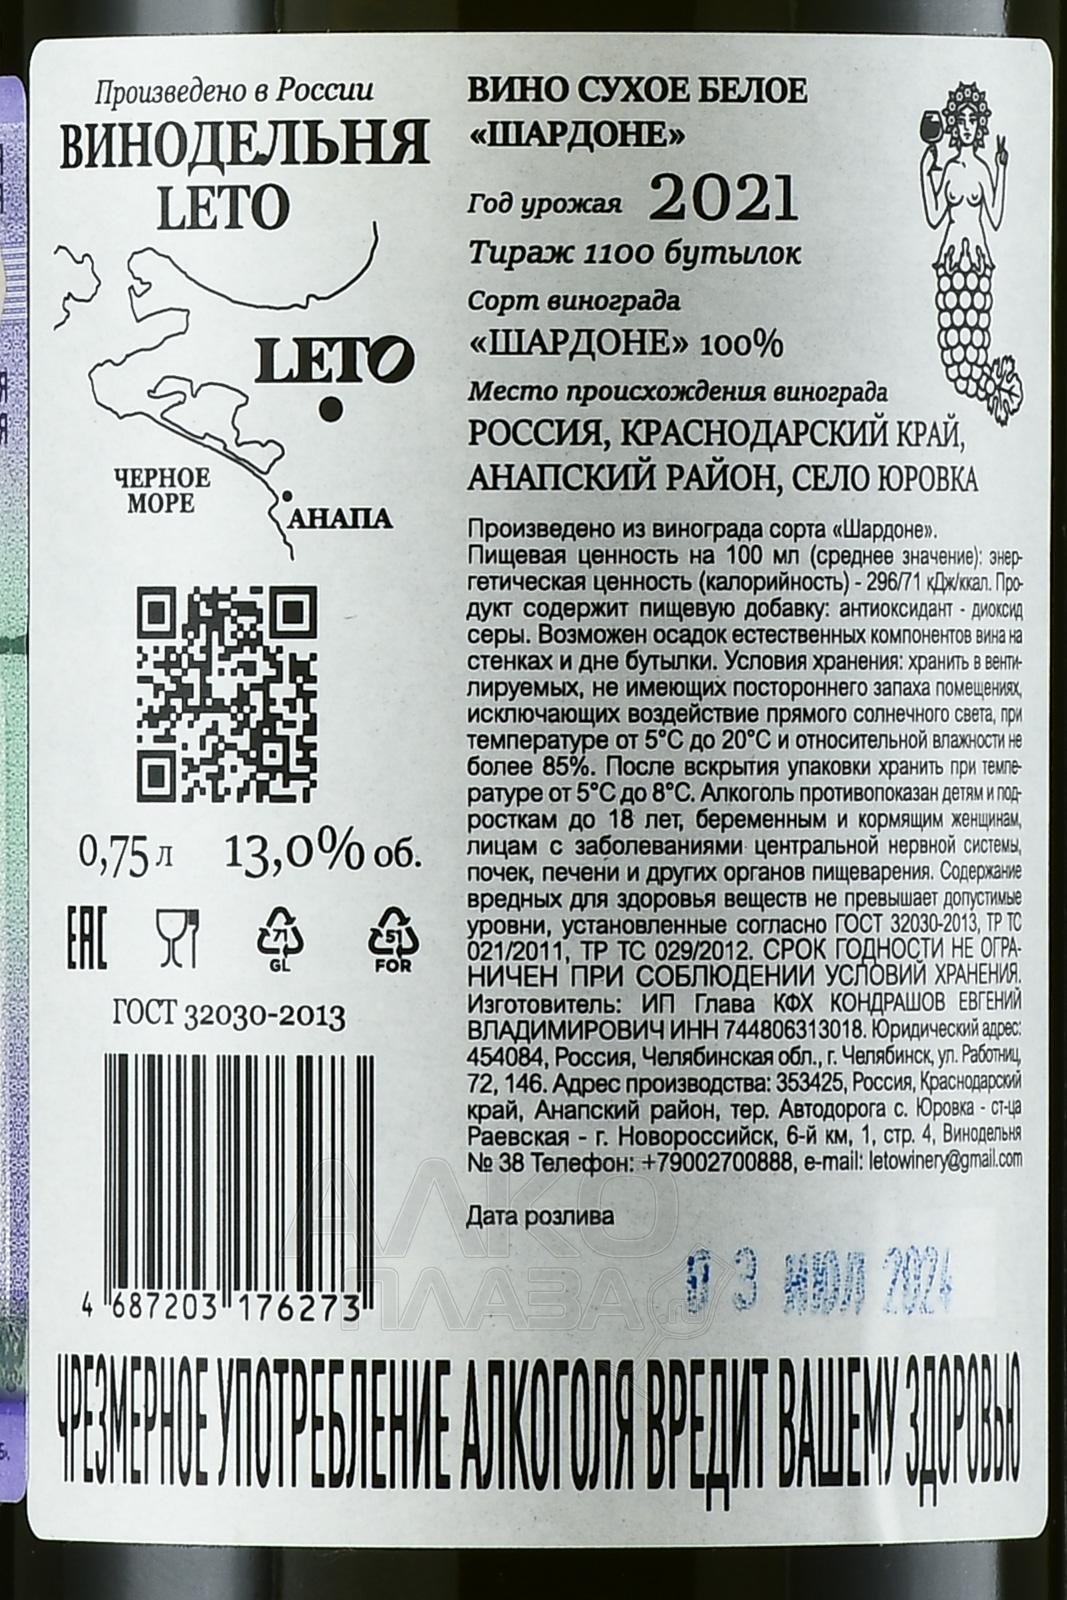 Произведено в России
ВИНОДЕЛЬНЯ
LETO
LETO
ЧЕРНОЕ
МОРЕ
АНАПА
0,75 л 13,0% об.
EAC
71
GL
51
FOR
ГОСТ 32030-2013
4 687203 176273
ВИНО СУХОЕ БЕЛОЕ
«ШАРДОНЕ»
Год урожая 2021
Тираж 1100 бутылок
Сорт винограда
«ШАРДОНЕ» 100%
Место происхождения винограда
РОССИЯ, КРАСНОДАРСКИЙ КРАЙ,
АНАПСКИЙ РАЙОН, СЕЛО ЮРОВКА
Произведено из винограда сорта «Шардоне».
Пищевая ценность на 100 мл (среднее значение): энер-
гетическая ценность (калорийность) - 296/71 кДж/ккал. Про-
дукт содержит пищевую добавку: антиоксидант - диоксид
серы. Возможен осадок естественных компонентов вина на
стенках и дне бутылки. Условия хранения: хранить в венти-
лируемых, не имеющих постороннего запаха помещениях,
исключающих воздействие прямого солнечного света, при
температуре от 5°С до 20°С и относительной влажности не
более 85%. После вскрытия упаковки хранить при темпе-
ратуре от 5°С до 8°С. Алкоголь противопоказан детям и под-
росткам до 18 лет, беременным и кормящим женщинам,
лицам с заболеваниями центральной нервной системы,
почек, печени и других органов пищеварения. Содержание
вредных для здоровья веществ не превышает допустимые
уровни, установленные согласно ГОСТ 32030-2013, ТР ТС
021/2011, ТР ТС 029/2012. СРОК ГОДНОСТИ НЕ ОГРА-
НИЧЕН ПРИ СОБЛЮДЕНИИ УСЛОВИЙ ХРАНЕНИЯ.
Изготовитель: ИП Глава КФХ КОНДРАШОВ ЕВГЕНИЙ
ВЛАДИМИРОВИЧ ИНН 744806313018. Юридический адрес:
454084, Россия, Челябинская обл., г. Челябинск, ул. Работниц,
72, 146. Адрес производства: 353425, Россия, Краснодарский
край, Анапский район, тер. Автодорога с. Юровка - ст-ца
Раевская - г. Новороссийск, 6-й км, 1, стр. 4, Винодельня
№ 38 Телефон: +79002700888, e-mail: letowinery@gmail.com
Дата розлива
03 ИЮЛ 2024
АЛКО
ПЛАЗА.ru
ЧРЕЗМЕРНОЕ УПОТРЕБЛЕНИЕ АЛКОГОЛЯ ВРЕДИТ ВАШЕМУ ЗДОРОВЬЮ